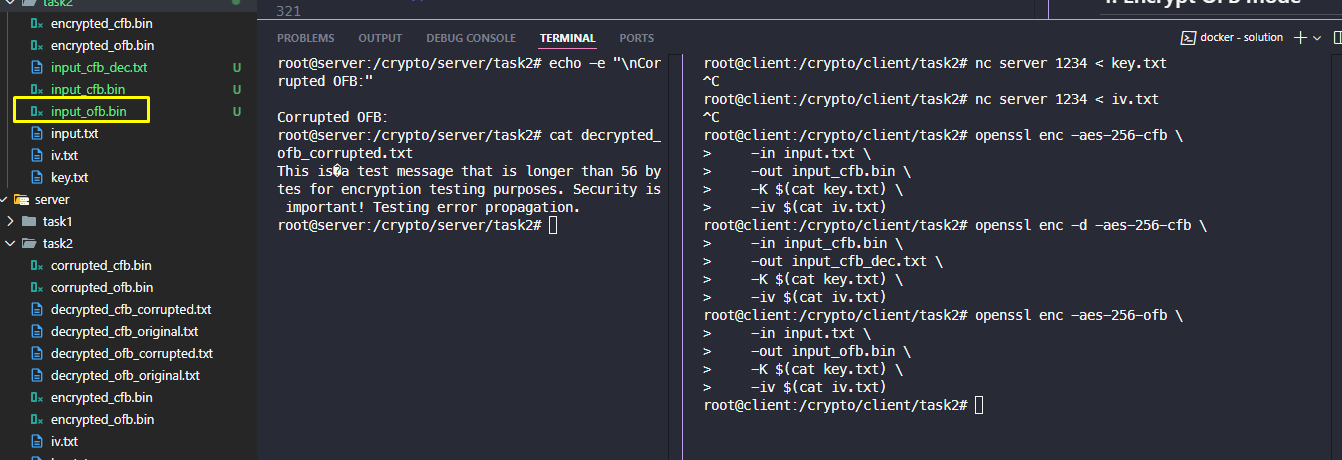 task2
encrypted_cfb.bin
encrypted_ofb.bin
input_cfb_dec.txt U
input_cfb.bin U
input_ofb.bin U
input.txt
iv.txt
key.txt
server
task1
task2
corrupted_cfb.bin
corrupted_ofb.bin
decrypted_cfb_corrupted.txt
decrypted_cfb_original.txt
decrypted_ofb_corrupted.txt
decrypted_ofb_original.txt
encrypted_cfb.bin
encrypted_ofb.bin
iv.txt
321
PROBLEMS OUTPUT DEBUG CONSOLE TERMINAL PORTS
docker - solution
root@server:/crypto/server/task2# echo -e "\nCor
rupted OFB:"
Corrupted OFB:
root@server:/crypto/server/task2# cat decrypted_
ofb_corrupted.txt
This is�a test message that is longer than 56 by
tes for encryption testing purposes. Security is
 important! Testing error propagation.
root@server:/crypto/server/task2#
root@client:/crypto/client/task2# nc server 1234 < key.txt
^C
root@client:/crypto/client/task2# nc server 1234 < iv.txt
^C
root@client:/crypto/client/task2# openssl enc -aes-256-cfb \
>     -in input.txt \
>     -out input_cfb.bin \
>     -K $(cat key.txt) \
>     -iv $(cat iv.txt)
root@client:/crypto/client/task2# openssl enc -d -aes-256-cfb \
>     -in input_cfb.bin \
>     -out input_cfb_dec.txt \
>     -K $(cat key.txt) \
>     -iv $(cat iv.txt)
root@client:/crypto/client/task2# openssl enc -aes-256-ofb \
>     -in input.txt \
>     -out input_ofb.bin \
>     -K $(cat key.txt) \
>     -iv $(cat iv.txt)
root@client:/crypto/client/task2#